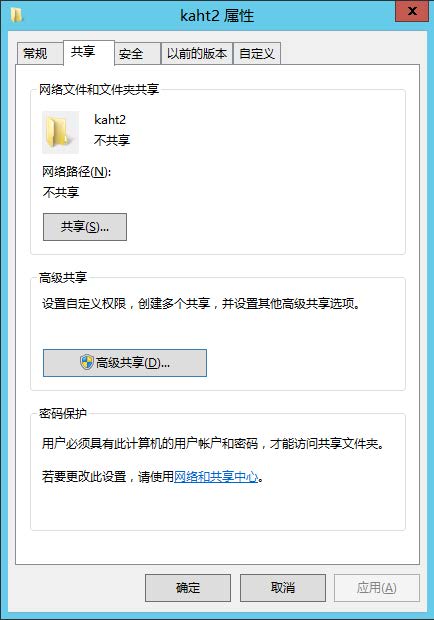 kaht2 属性
常规 共享 安全 以前的版本 自定义
网络文件和文件夹共享
kaht2
不共享
网络路径(N):
不共享
共享(S)...
高级共享
设置自定义权限，创建多个共享，并设置其他高级共享选项。
高级共享(D)...
密码保护
用户必须具有此计算机的用户帐户和密码，才能访问共享文件夹。
若要更改此设置，请使用网络和共享中心。
确定 取消 应用(A)